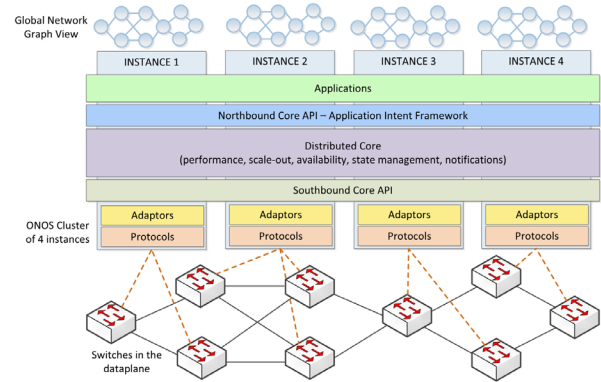 Global Network
Graph View
INSTANCE 1
INSTANCE 2
INSTANCE 3
INSTANCE 4
Applications
Northbound Core API – Application Intent Framework
Distributed Core
(performance, scale-out, availability, state management, notifications)
Southbound Core API
ONOS Cluster
of 4 instances
Adaptors
Adaptors
Adaptors
Adaptors
Protocols
Protocols
Protocols
Protocols
Switches in the
dataplane